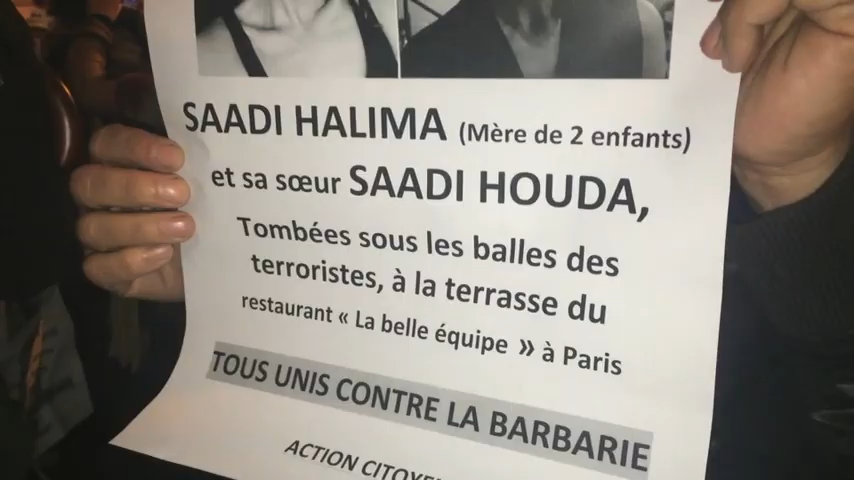 SAADI HALIMA (Mère de 2 enfants)
et sa sœur SAADI HOUDA,
Tombées sous les balles des
terroristes, à la terrasse du
restaurant « La belle équipe » à Paris
TOUS UNIS CONTRE LA BARBARIE
ACTION